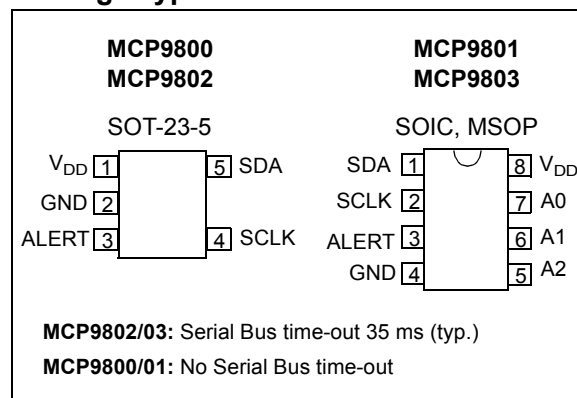 MCP9800
MCP9802
SOT-23-5
VDD 1
GND 2
ALERT 3
5 SDA
4 SCLK
MCP9801
MCP9803
SOIC, MSOP
SDA 1
SCLK 2
ALERT 3
GND 4
8 VDD
7 A0
6 A1
5 A2
MCP9802/03: Serial Bus time-out 35 ms (typ.)
MCP9800/01: No Serial Bus time-out